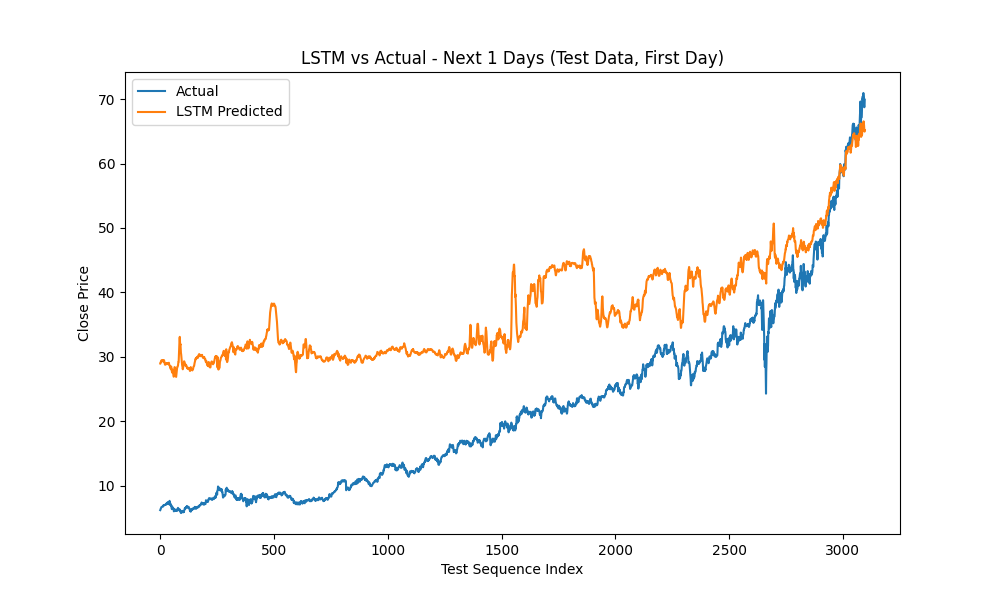 LSTM vs Actual - Next 1 Days (Test Data, First Day)
Actual
LSTM Predicted
Close Price
70
60
50
40
30
20
10
0
500
1000
1500
2000
2500
3000
Test Sequence Index